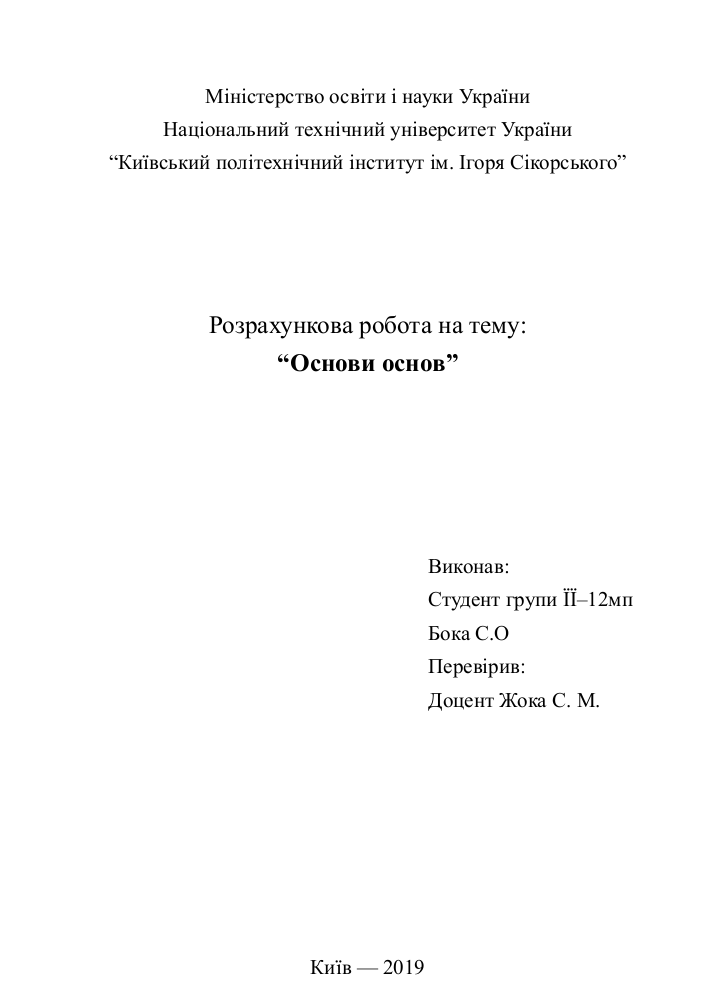 Міністерство освіти і науки України
Національний технічний університет України
“Київський політехнічний інститут ім. Ігоря Сікорського”
Розрахункова робота на тему:
“Основи основ”
Виконав:
Студент групи ЇЇ–12мп
Бока С.О
Перевірив:
Доцент Жока С. М.
Київ — 2019